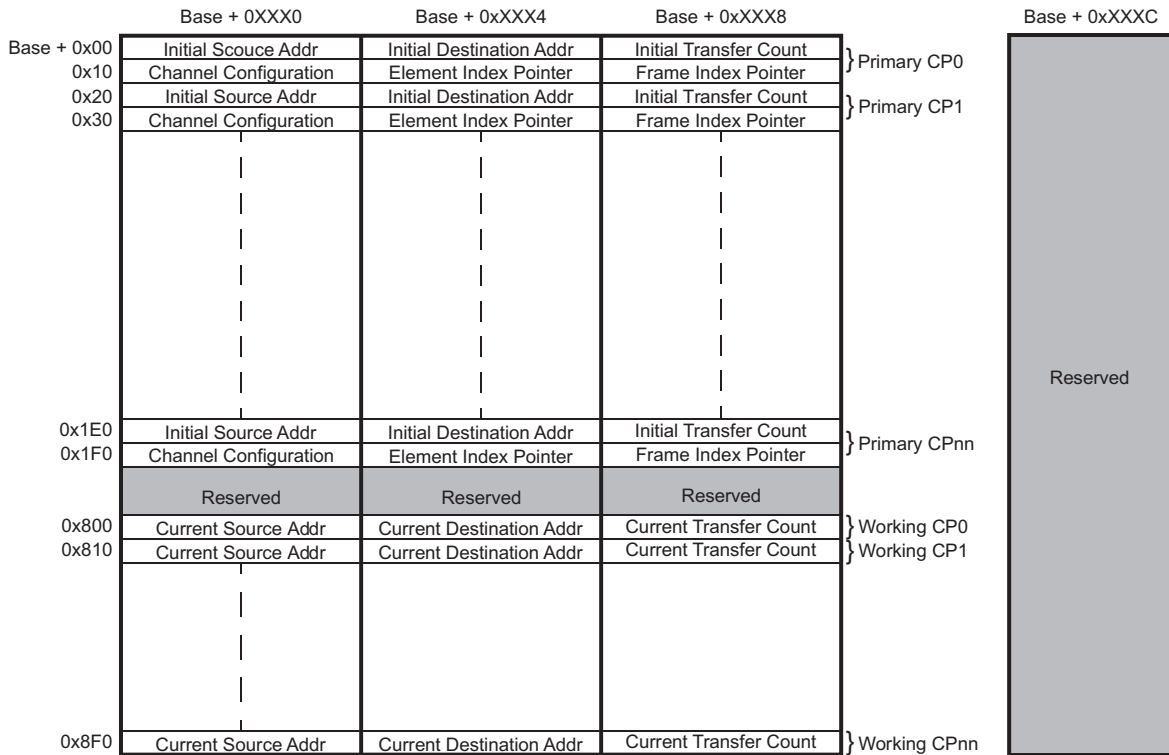 Base + 0XXX0 Base + 0xXXX4 Base + 0xXXX8 Base + 0xXXXC
Base + 0x00 Initial Scouce Addr Initial Destination Addr Initial Transfer Count } Primary CP0
0x10 Channel Configuration Element Index Pointer Frame Index Pointer
0x20 Initial Source Addr Initial Destination Addr Initial Transfer Count } Primary CP1
0x30 Channel Configuration Element Index Pointer Frame Index Pointer
Reserved
0x1E0 Initial Source Addr Initial Destination Addr Initial Transfer Count } Primary CPnn
0x1F0 Channel Configuration Element Index Pointer Frame Index Pointer
Reserved Reserved Reserved
0x800 Current Source Addr Current Destination Addr Current Transfer Count } Working CP0
0x810 Current Source Addr Current Destination Addr Current Transfer Count } Working CP1
0x8F0 Current Source Addr Current Destination Addr Current Transfer Count } Working CPnn